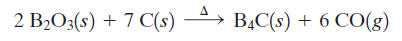 2 B₂O₃(s) + 7 C(s) —Δ→ B₄C(s) + 6 CO(g)